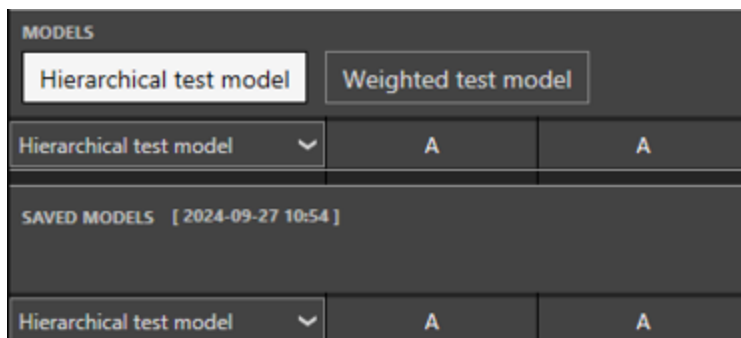 MODELS
Hierarchical test model Weighted test model
Hierarchical test model A A
SAVED MODELS [ 2024-09-27 10:54 ]
Hierarchical test model A A